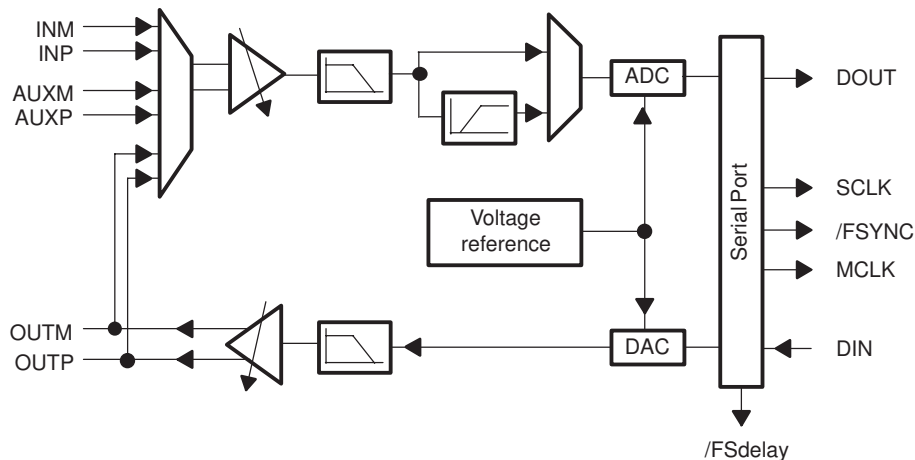 INM
INP
AUXM
AUXP
ADC
DOUT
Voltage
reference
Serial Port
SCLK
/FSYNC
MCLK
OUTM
OUTP
DAC
DIN
/FSdelay